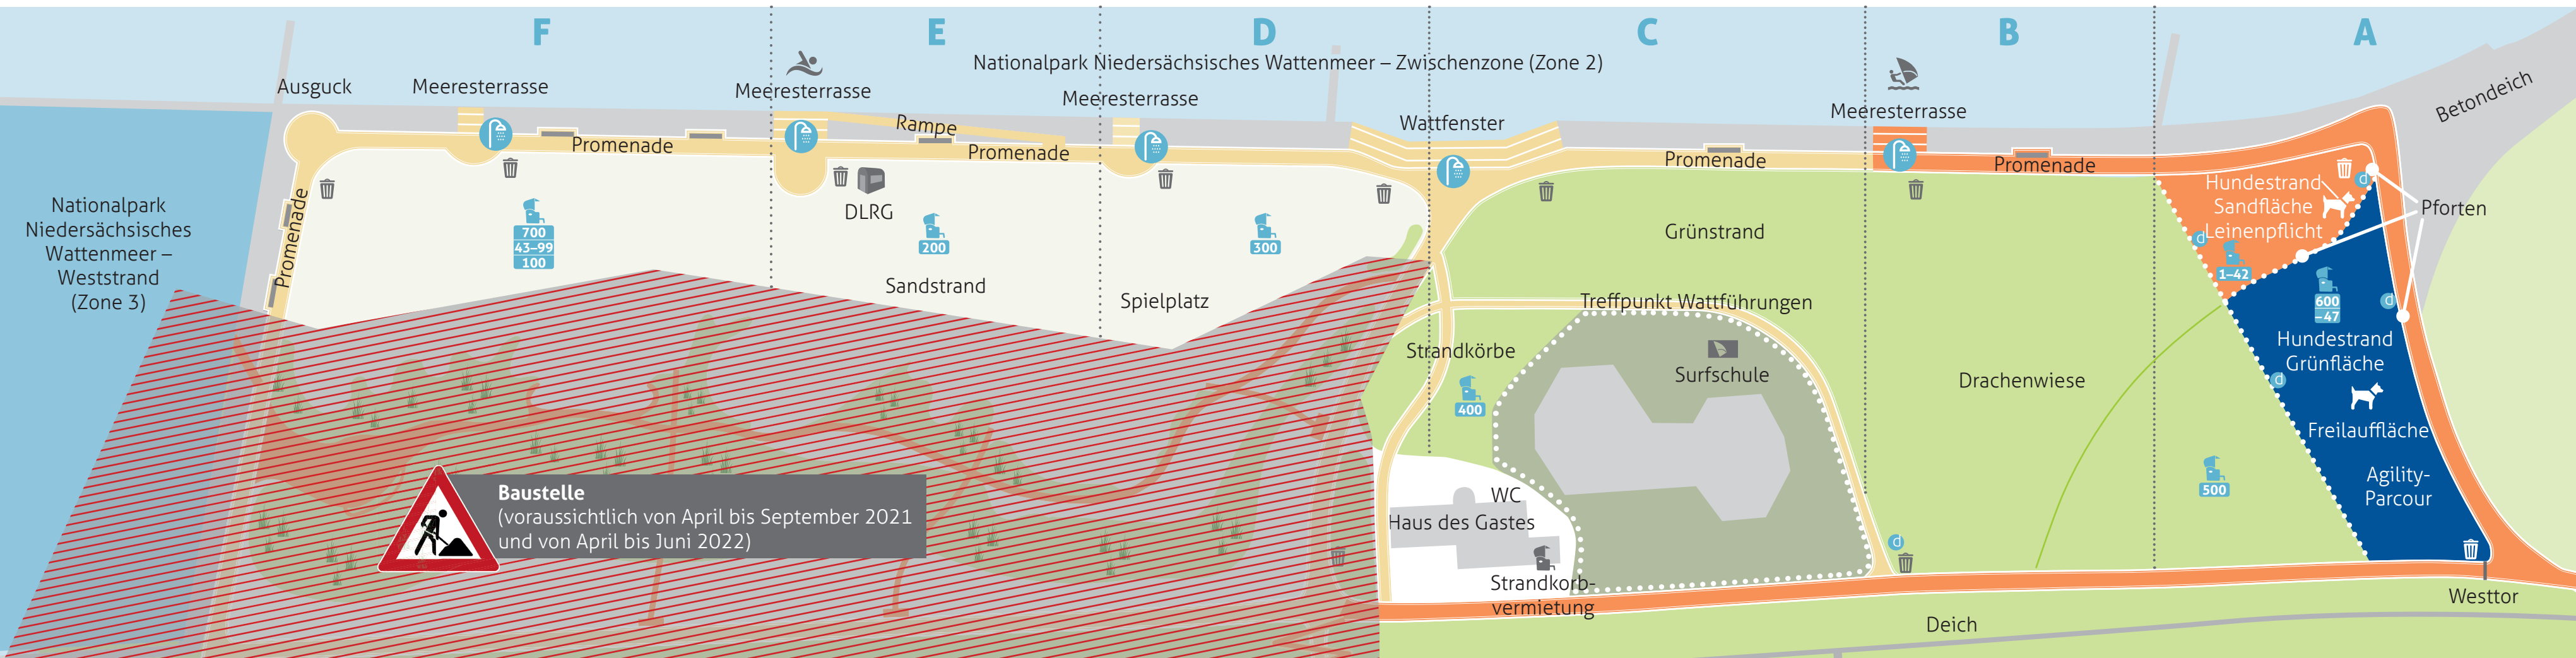 F
E
D
C
B
A
Nationalpark Niedersächsisches Wattenmeer – Zwischenzone (Zone 2)
Ausguck
Meeresterrasse
Meeresterrasse
Meeresterrasse
Wattfenster
Meeresterrasse
Betondeich
Rampe
Promenade
Promenade
Promenade
Promenade
Promenade
Nationalpark
Niedersächsisches
Wattenmeer –
Weststrand
(Zone 3)
700
43–99
100
DLRG
200
Sandstrand
300
Spielplatz
Grünstrand
Treffpunkt Wattführungen
Strandkörbe
400
Surfschule
Drachenwiese
500
Hundestrand
Sandfläche
Leinenpflicht
d
d
1–42
Pforten
600
–47
d
Hundestrand
Grünfläche
d
Freilauffläche
Agility-
Parcour
Baustelle
(voraussichtlich von April bis September 2021
und von April bis Juni 2022)
WC
Haus des Gastes
Strandkorb-
vermietung
d
Westtor
Deich